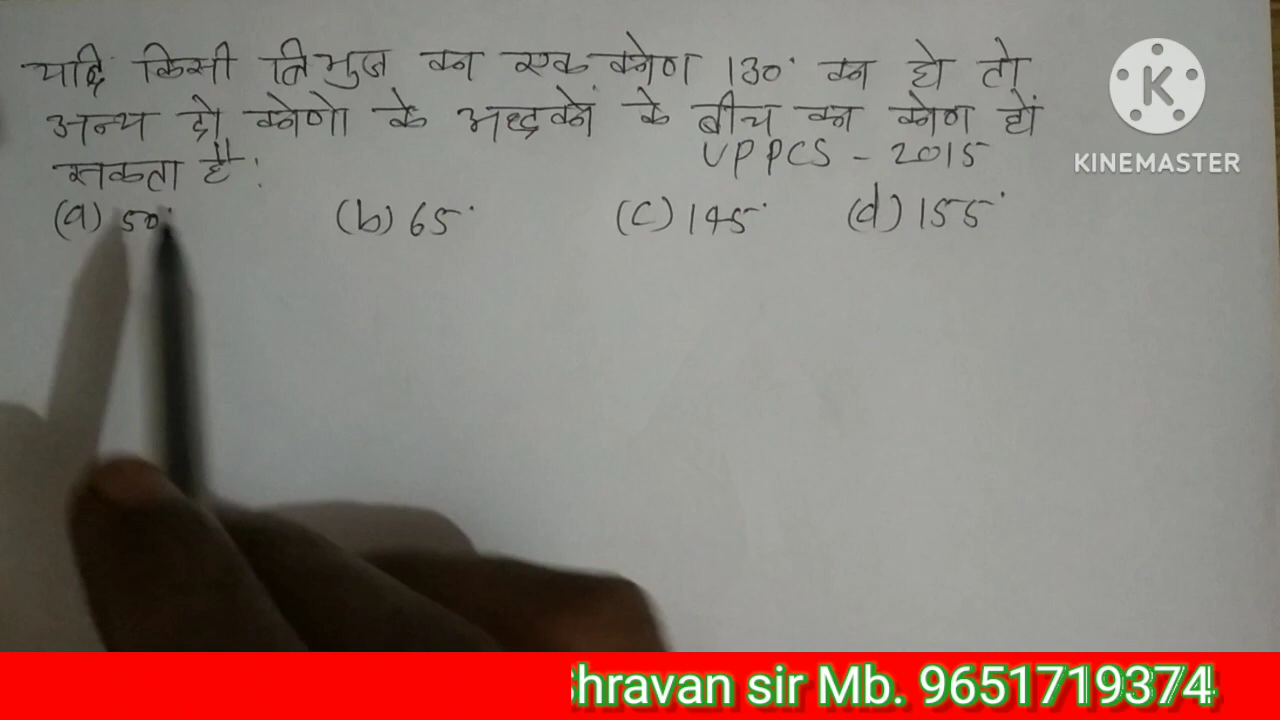 यदि किसी त्रिभुज का एक कोण 130° का हो तो
अन्य दो कोणो के अर्द्धकों के बीच का कोण हो
सकता है:
UPPCS - 2015
(a) 50° (b) 65° (c) 145° (d) 155°
KINEMASTER
hravan sir Mb. 9651719374